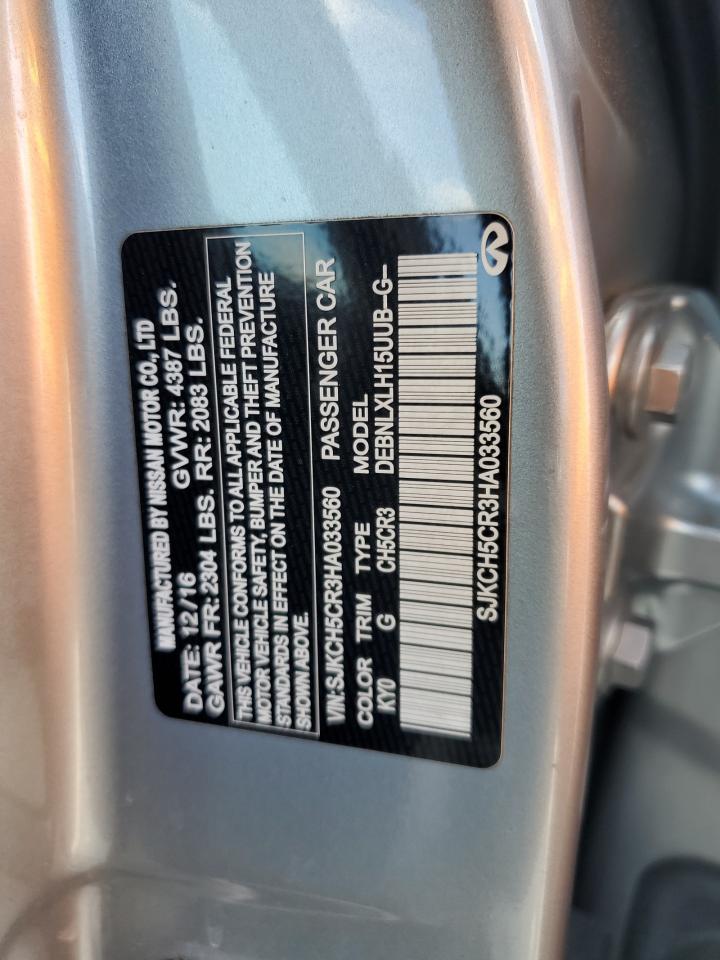 MANUFACTURED BY NISSAN MOTOR CO., LTD
DATE: 12/16 GVWR: 4387 LBS.
GAWR FR: 2304 LBS. RR: 2083 LBS.
THIS VEHICLE CONFORMS TO ALL APPLICABLE FEDERAL
MOTOR VEHICLE SAFETY, BUMPER AND THEFT PREVENTION
STANDARDS IN EFFECT ON THE DATE OF MANUFACTURE
SHOWN ABOVE.
VIN:SJKCH5CR3HA033560 PASSENGER CAR
COLOR TRIM TYPE MODEL
KY0 G CH5CR3 DEBNLXLH15UUB-G-
SJKCH5CR3HA033560